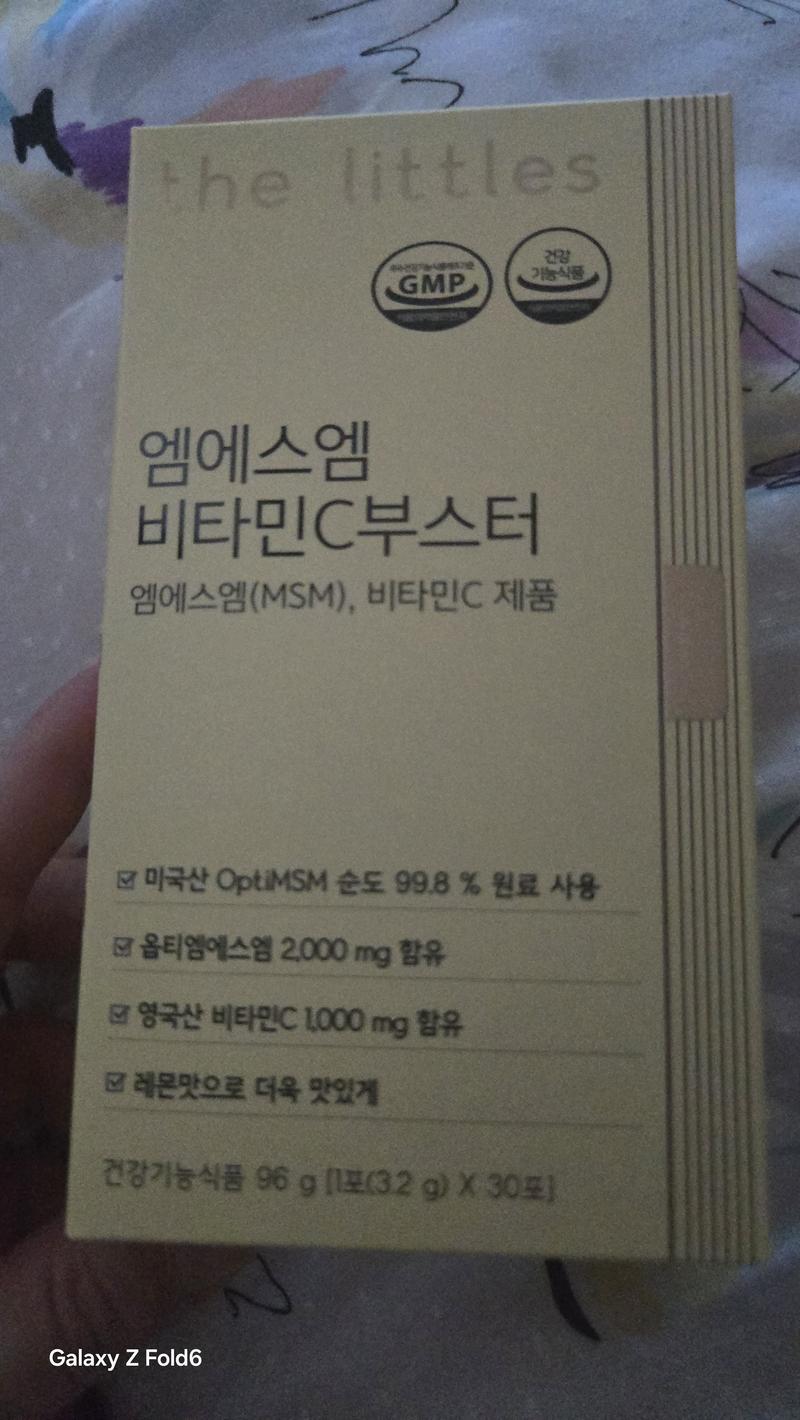 the littles
GMP
건강
기능식품
엠에스엠
비타민C부스터
엠에스엠(MSM), 비타민C 제품
미국산 OptiMSM 순도 99.8 % 원료 사용
옵티엠에스엠 2,000 mg 함유
영국산 비타민C 1,000 mg 함유
레몬맛으로 더욱 맛있게
건강기능식품 96 g [1포(3.2 g) X 30포]
Galaxy Z Fold6